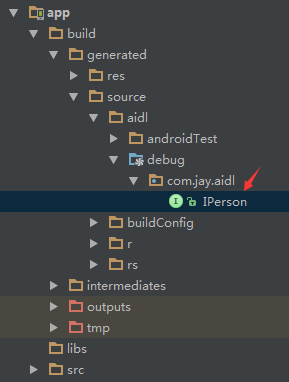 app
build
generated
res
source
aidl
androidTest
debug
com.jay.aidl
IPerson
buildConfig
r
rs
intermediates
outputs
tmp
libs
src